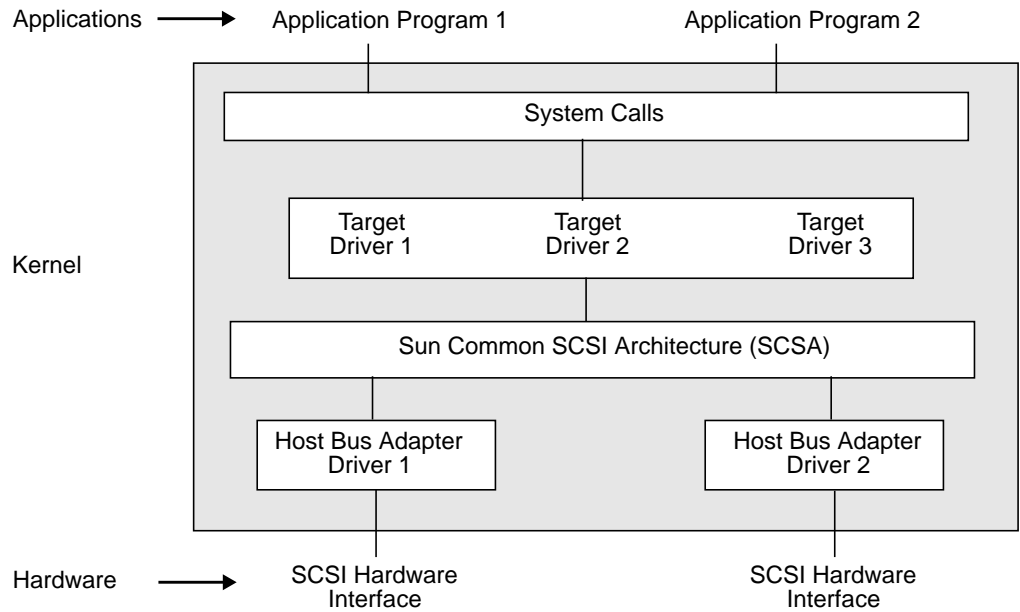 Applications
Application Program 1
Application Program 2
System Calls
Target
Driver 1
Target
Driver 2
Target
Driver 3
Kernel
Sun Common SCSI Architecture (SCSA)
Host Bus Adapter
Driver 1
Host Bus Adapter
Driver 2
Hardware
SCSI Hardware
Interface
SCSI Hardware
Interface